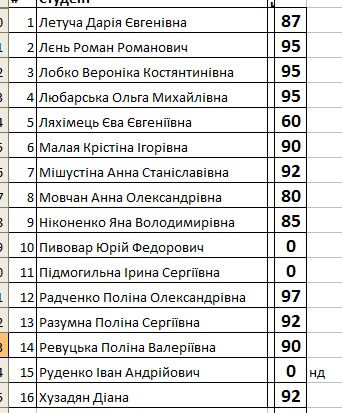 1 Летуча Дарія Євгенівна 87
2 Лєнь Роман Романович 95
3 Лобко Вероніка Костянтинівна 95
4 Любарська Ольга Михайлівна 95
5 Ляхімець Єва Євгеніївна 60
6 Малая Крістіна Ігорівна 90
7 Мішустіна Анна Станіславівна 92
8 Мовчан Анна Олександрівна 80
9 Ніконенко Яна Володимирівна 85
10 Пивовар Юрій Федорович 0
11 Підмогильна Ірина Сергіївна 0
12 Радченко Поліна Олександрівна 97
13 Разумна Поліна Сергіївна 92
14 Ревуцька Поліна Валеріївна 90
15 Руденко Іван Андрійович 0 нд
16 Хузадян Діана 92